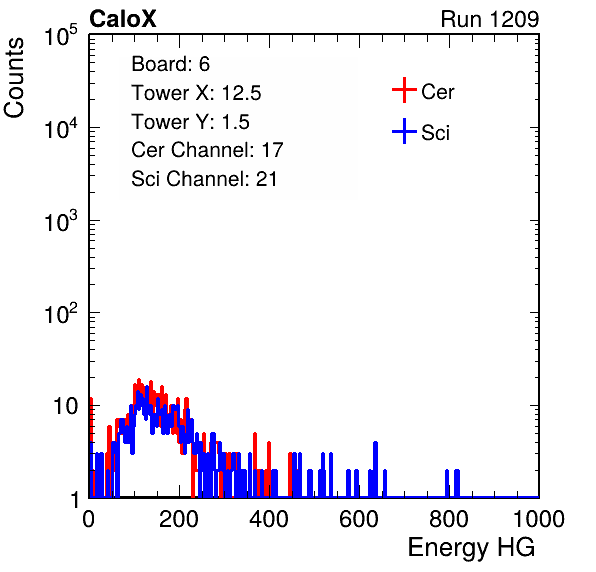 CaloX Run 1209
Counts
Board: 6
Tower X: 12.5
Tower Y: 1.5
Cer Channel: 17
Sci Channel: 21
Cer
Sci
10^5
10^4
10^3
10^2
10
1
0 200 400 600 800 1000
Energy HG